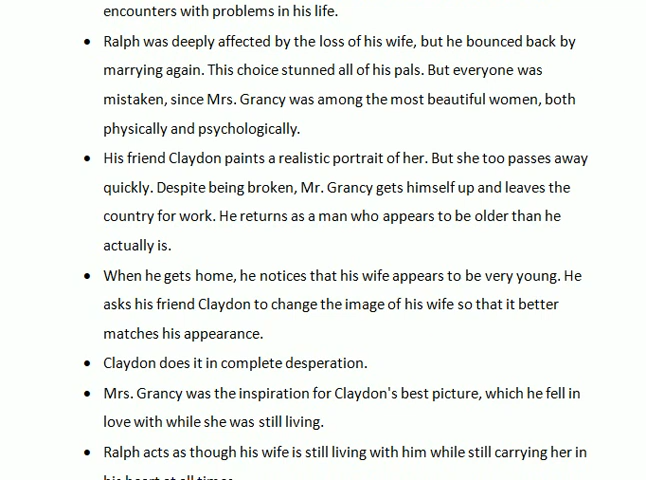 encounters with problems in his life.
• Ralph was deeply affected by the loss of his wife, but he bounced back by
marrying again. This choice stunned all of his pals. But everyone was
mistaken, since Mrs. Grancy was among the most beautiful women, both
physically and psychologically.
• His friend Claydon paints a realistic portrait of her. But she too passes away
quickly. Despite being broken, Mr. Grancy gets himself up and leaves the
country for work. He returns as a man who appears to be older than he
actually is.
• When he gets home, he notices that his wife appears to be very young. He
asks his friend Claydon to change the image of his wife so that it better
matches his appearance.
• Claydon does it in complete desperation.
• Mrs. Grancy was the inspiration for Claydon's best picture, which he fell in
love with while she was still living.
• Ralph acts as though his wife is still living with him while still carrying her in
his heart at all times